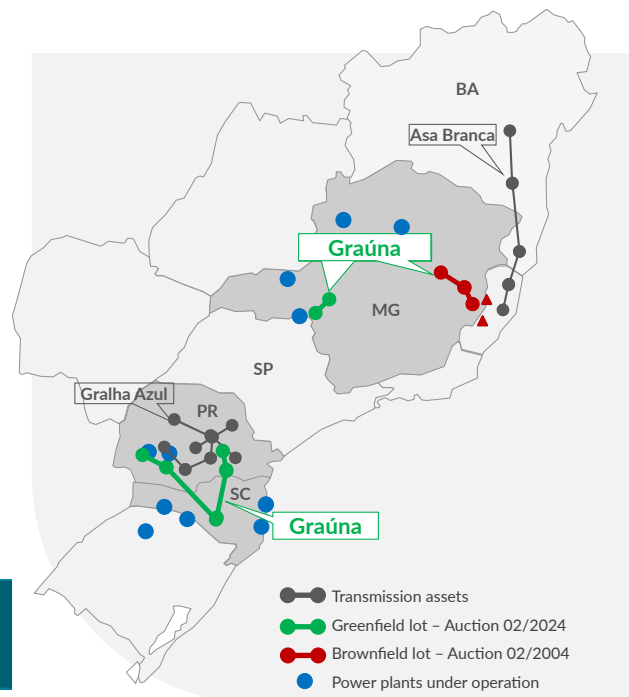 BA
Asa Branca
Graúna
MG
SP
Gralha Azul
PR
SC
Graúna
Transmission assets
Greenfield lot – Auction 02/2024
Brownfield lot – Auction 02/2004
Power plants under operation